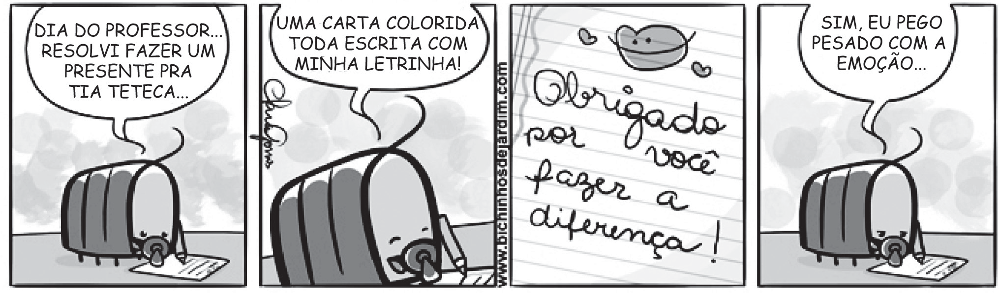 DIA DO PROFESSOR...
RESOLVI FAZER UM
PRESENTE PRA
TIA TETECA...
UMA CARTA COLORIDA
TODA ESCRITA COM
MINHA LETRINHA!
www.bichinhosdejardim.com
Obrigado
por você
fazer a
diferença!
SIM, EU PEGO
PESADO COM A
EMOÇÃO...